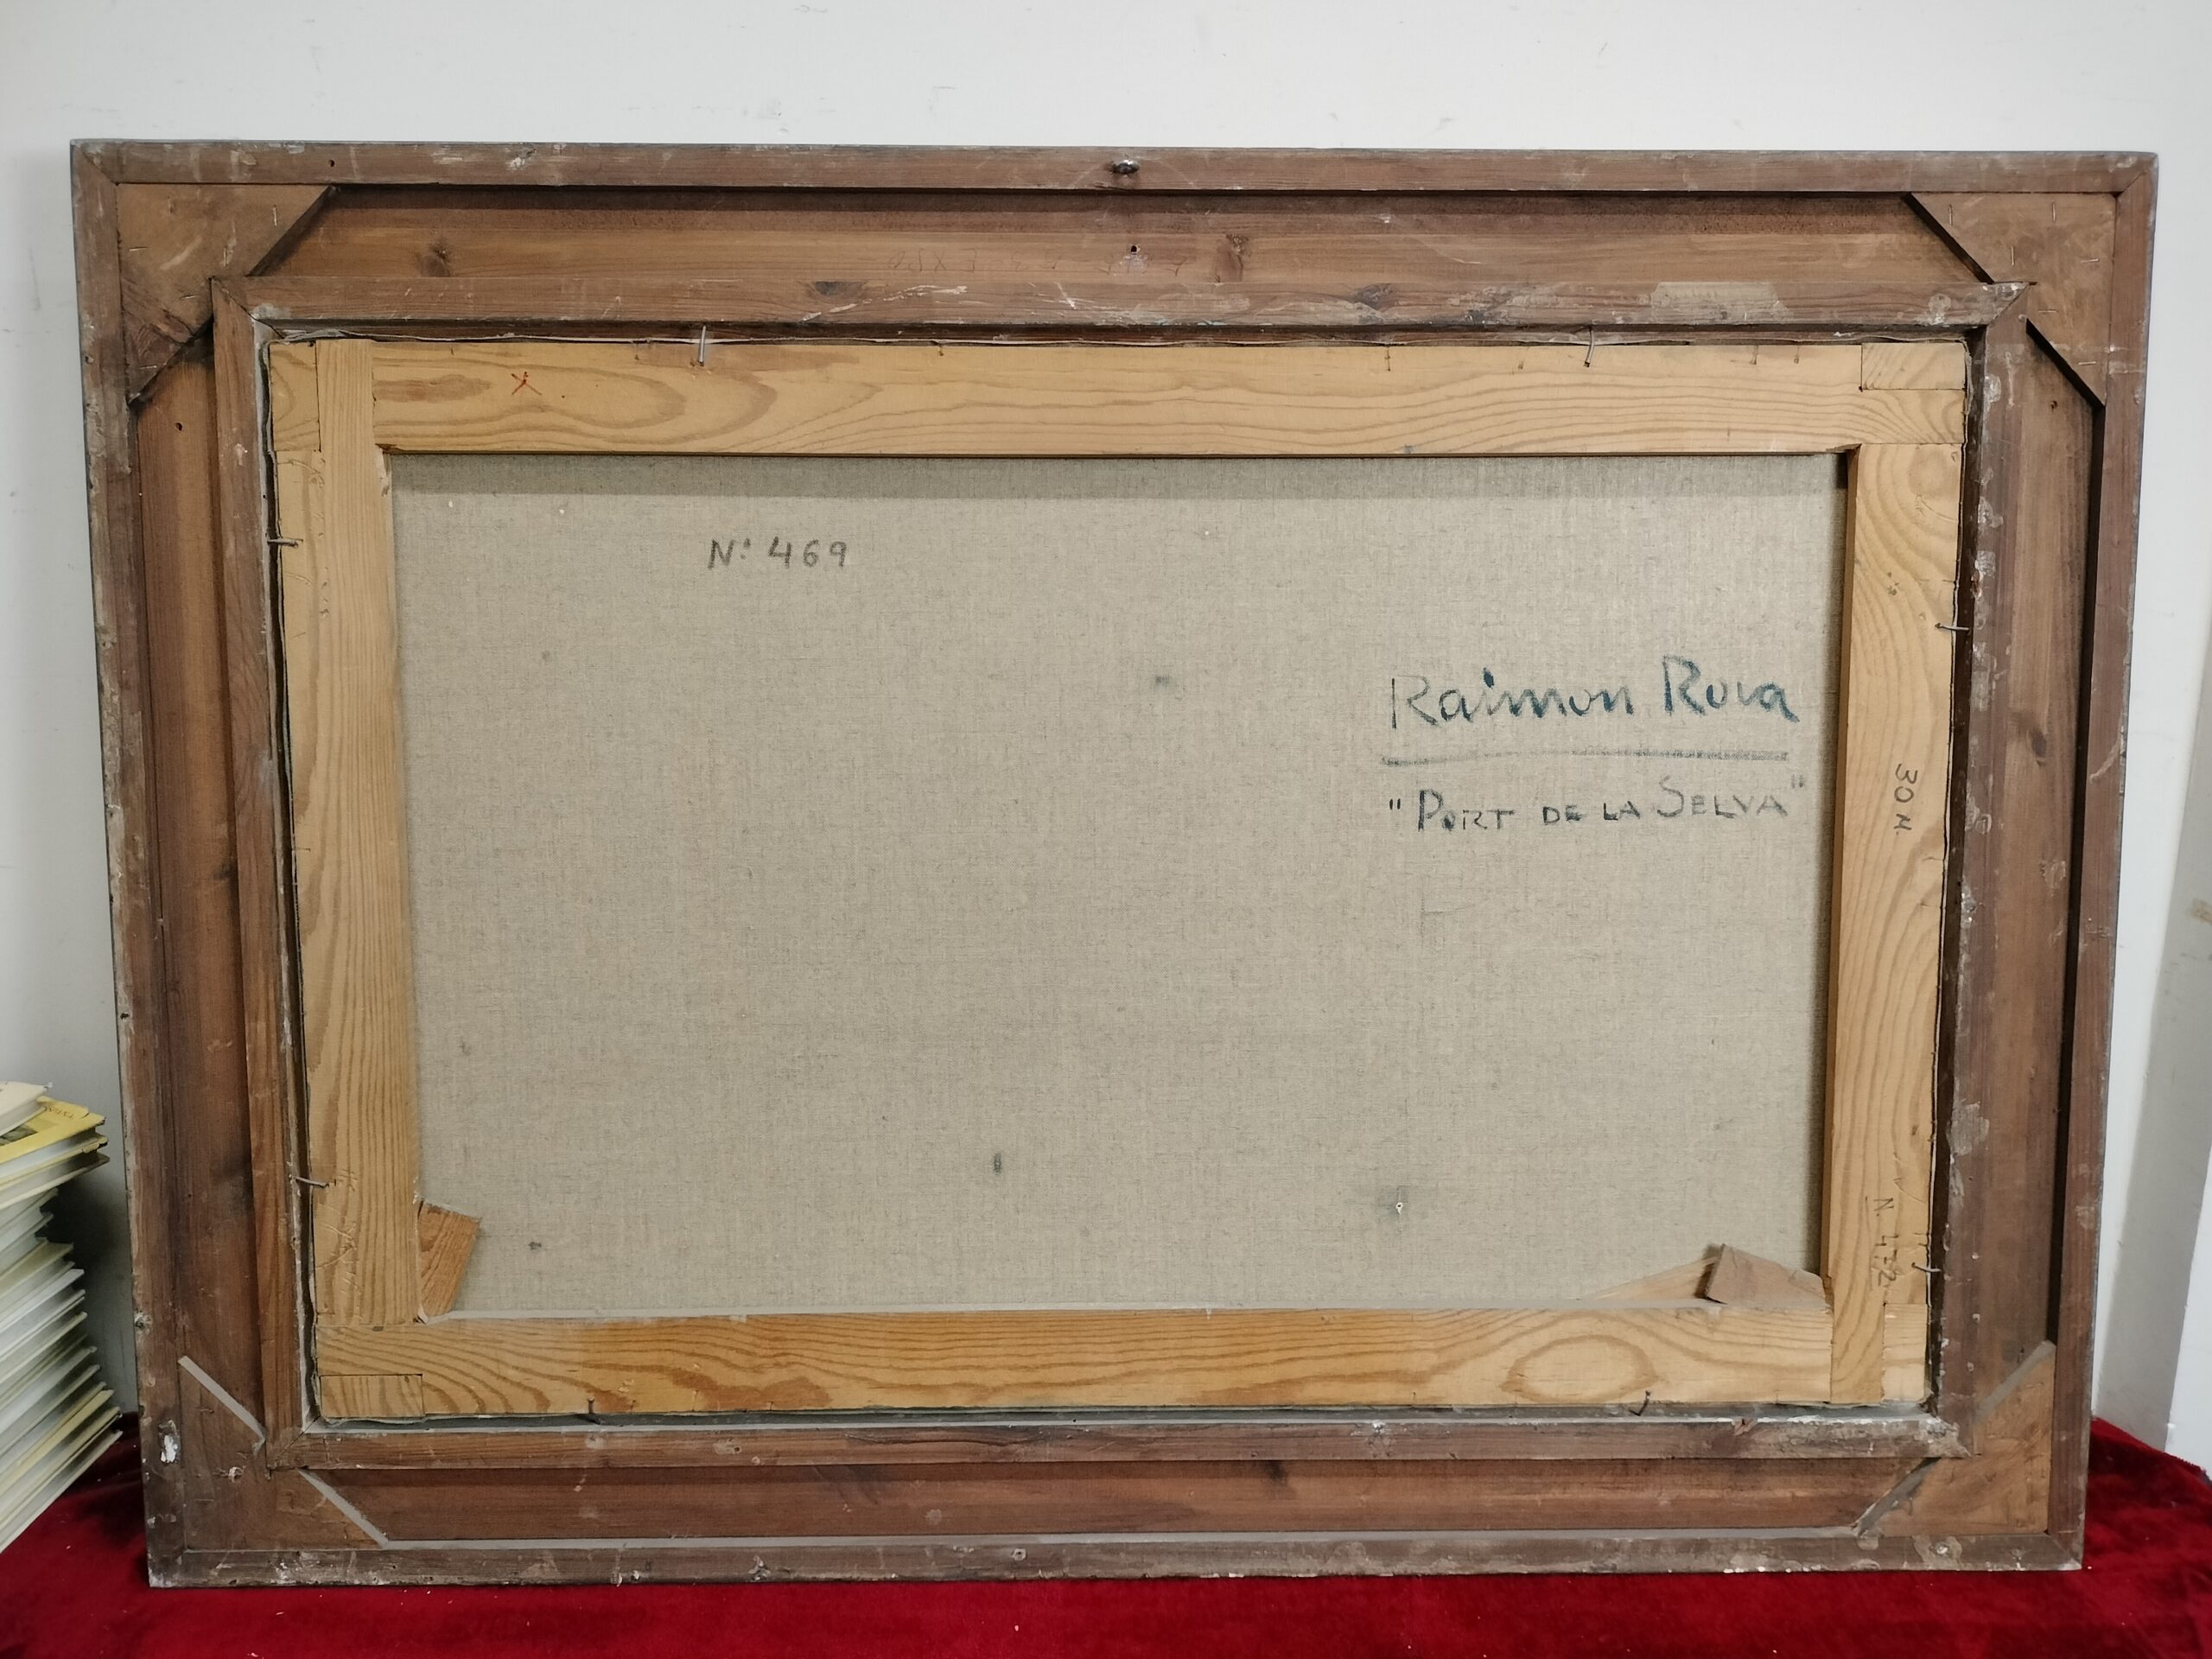 Nº 469
Raimon Roca
"PORT DE LA SELVA"
30 M.
N. 472